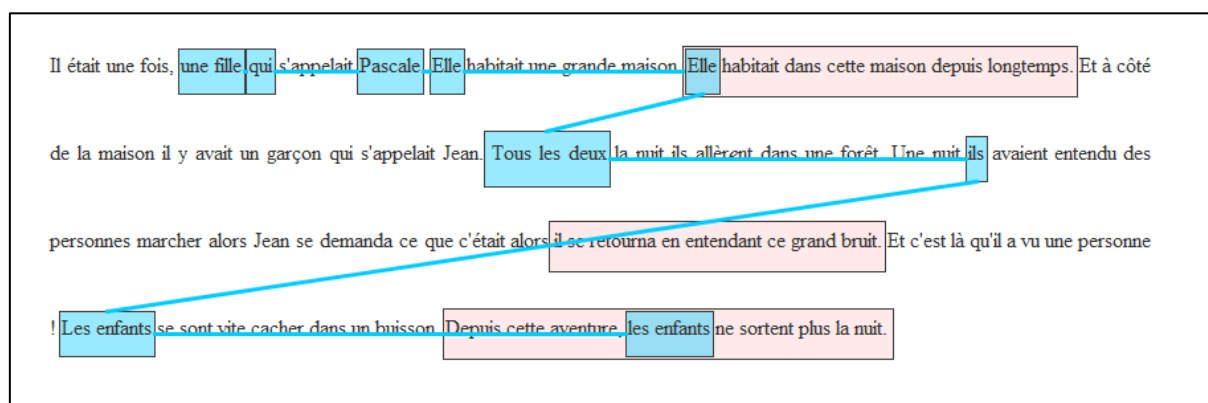 Il était une fois, une fille qui s'appelait Pascale. Elle habitait une grande maison. Elle habitait dans cette maison depuis longtemps. Et à côté
de la maison il y avait un garçon qui s'appelait Jean. Tous les deux la nuit ils allèrent dans une forêt. Une nuit ils avaient entendu des
personnes marcher alors Jean se demanda ce que c'était alors il se retourna en entendant ce grand bruit. Et c'est là qu'il a vu une personne
! Les enfants se sont vite cacher dans un buisson. Depuis cette aventure, les enfants ne sortent plus la nuit.